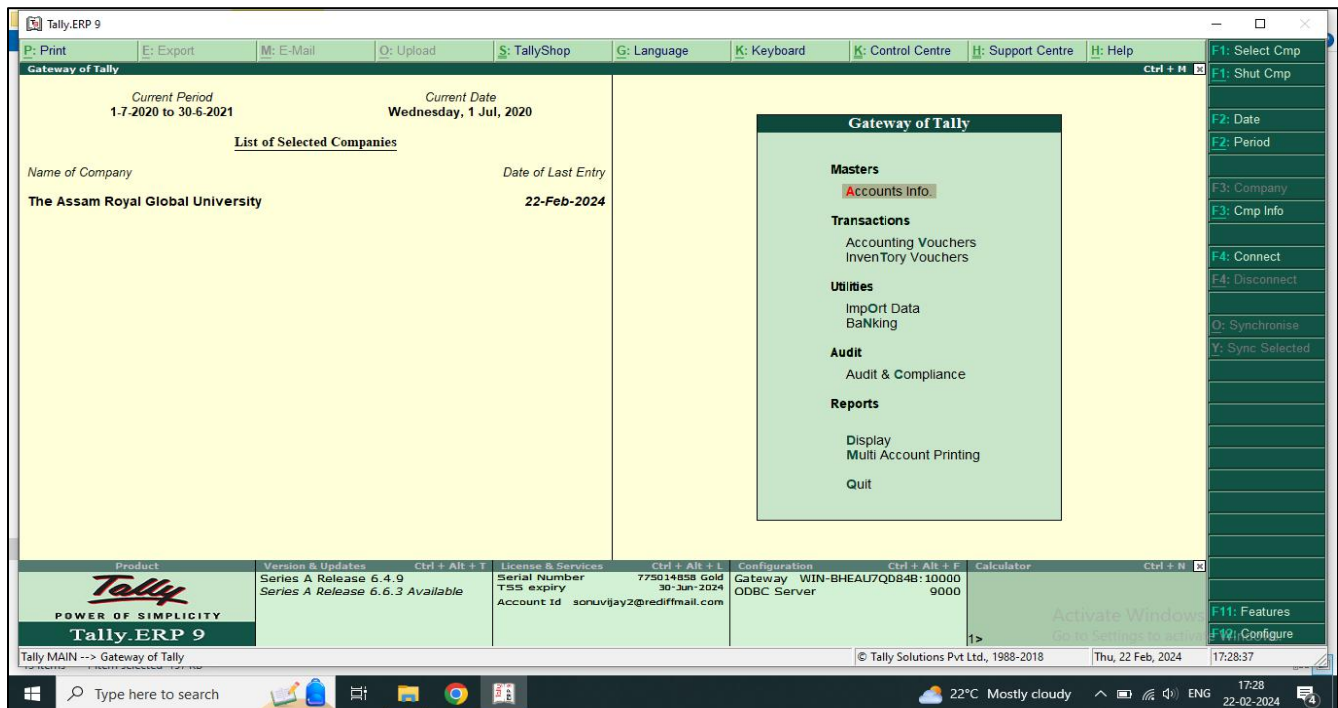 Tally.ERP 9
P: Print E: Export M: E-Mail O: Upload S: TallyShop G: Language K: Keyboard K: Control Centre H: Support Centre H: Help
Gateway of Tally Ctrl + M
Current Period Current Date
1-7-2020 to 30-6-2021 Wednesday, 1 Jul, 2020
List of Selected Companies
Name of Company Date of Last Entry
The Assam Royal Global University 22-Feb-2024
Gateway of Tally
Masters
Accounts Info.
Transactions
Accounting Vouchers
InvenTory Vouchers
Utilities
ImpOrt Data
BaNking
Audit
Audit & Compliance
Reports
Display
Multi Account Printing
Quit
F1: Select Cmp
F1: Shut Cmp
F2: Date
F2: Period
F3: Company
F3: Cmp Info
F4: Connect
F4: Disconnect
O: Synchronise
Y: Sync Selected
F11: Features
F12: Configure
Product
Tally
POWER OF SIMPLICITY
Tally.ERP 9
Version & Updates Ctrl + Alt + T
Series A Release 6.4.9
Series A Release 6.6.3 Available
License & Services Ctrl + Alt + L
Serial Number 775014858 Gold
TSS expiry 30-Jun-2024
Account Id sonuvijay2@rediffmail.com
Configuration Ctrl + Alt + F
Gateway WIN-BHEAU7QD84B:10000
ODBC Server 9000
Calculator Ctrl + N
1>
Activate Windows
Go to Settings to activate Windows.
Tally MAIN --> Gateway of Tally © Tally Solutions Pvt Ltd., 1988-2018 Thu, 22 Feb, 2024 17:28:37
Type here to search 22°C Mostly cloudy ENG 17:28
22-02-2024
4